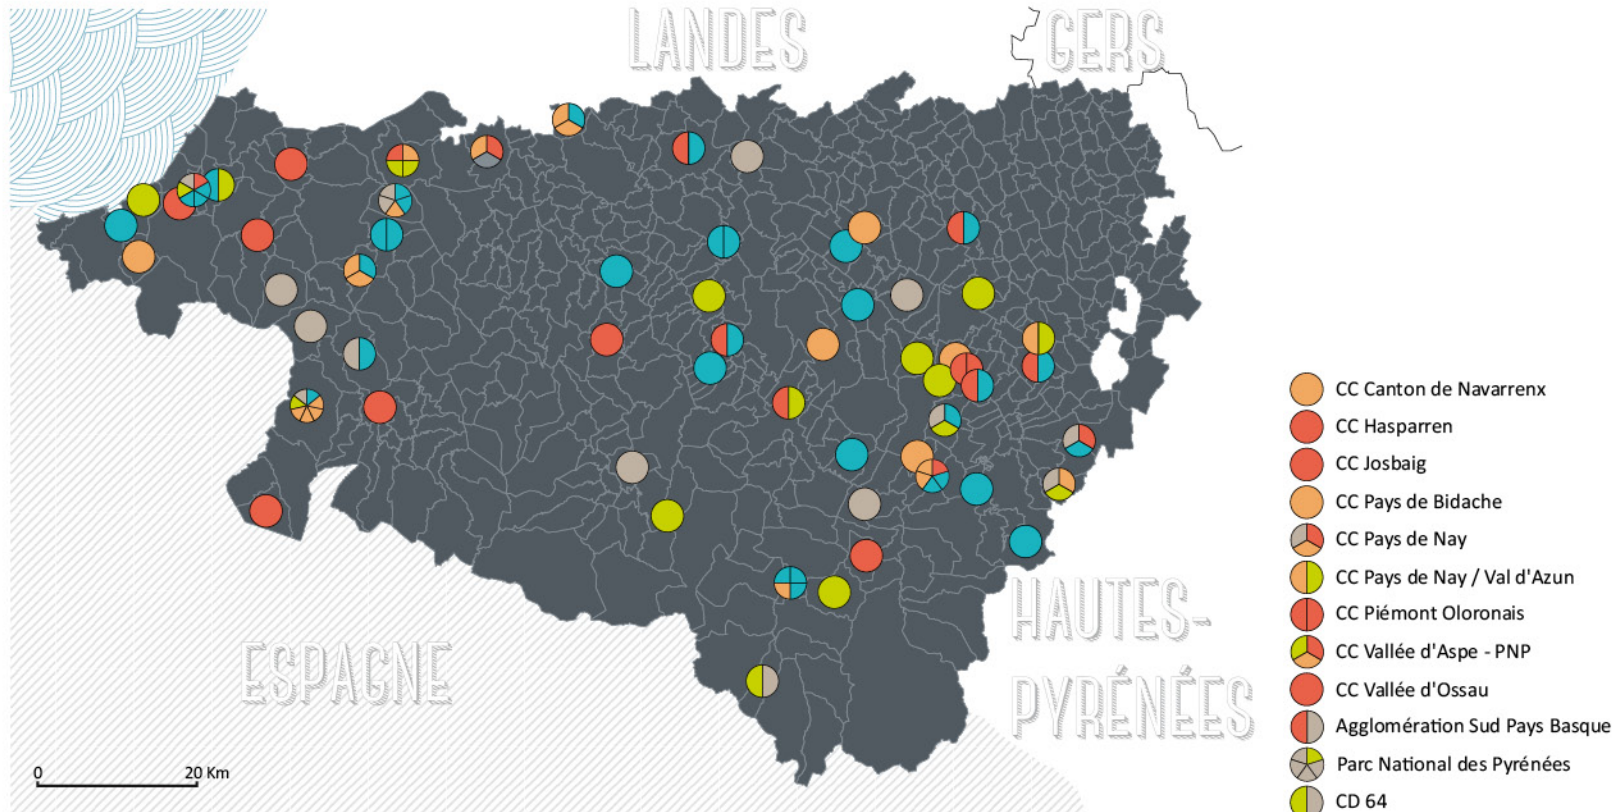 LANDES
GERS
ESPAGNE
HAUTES-
PYRÉNÉES
0
20 Km
CC Canton de Navarrenx
CC Hasparren
CC Josbaig
CC Pays de Bidache
CC Pays de Nay
CC Pays de Nay / Val d'Azun
CC Piémont Oloronais
CC Vallée d'Aspe - PNP
CC Vallée d'Ossau
Agglomération Sud Pays Basque
Parc National des Pyrénées
CD 64